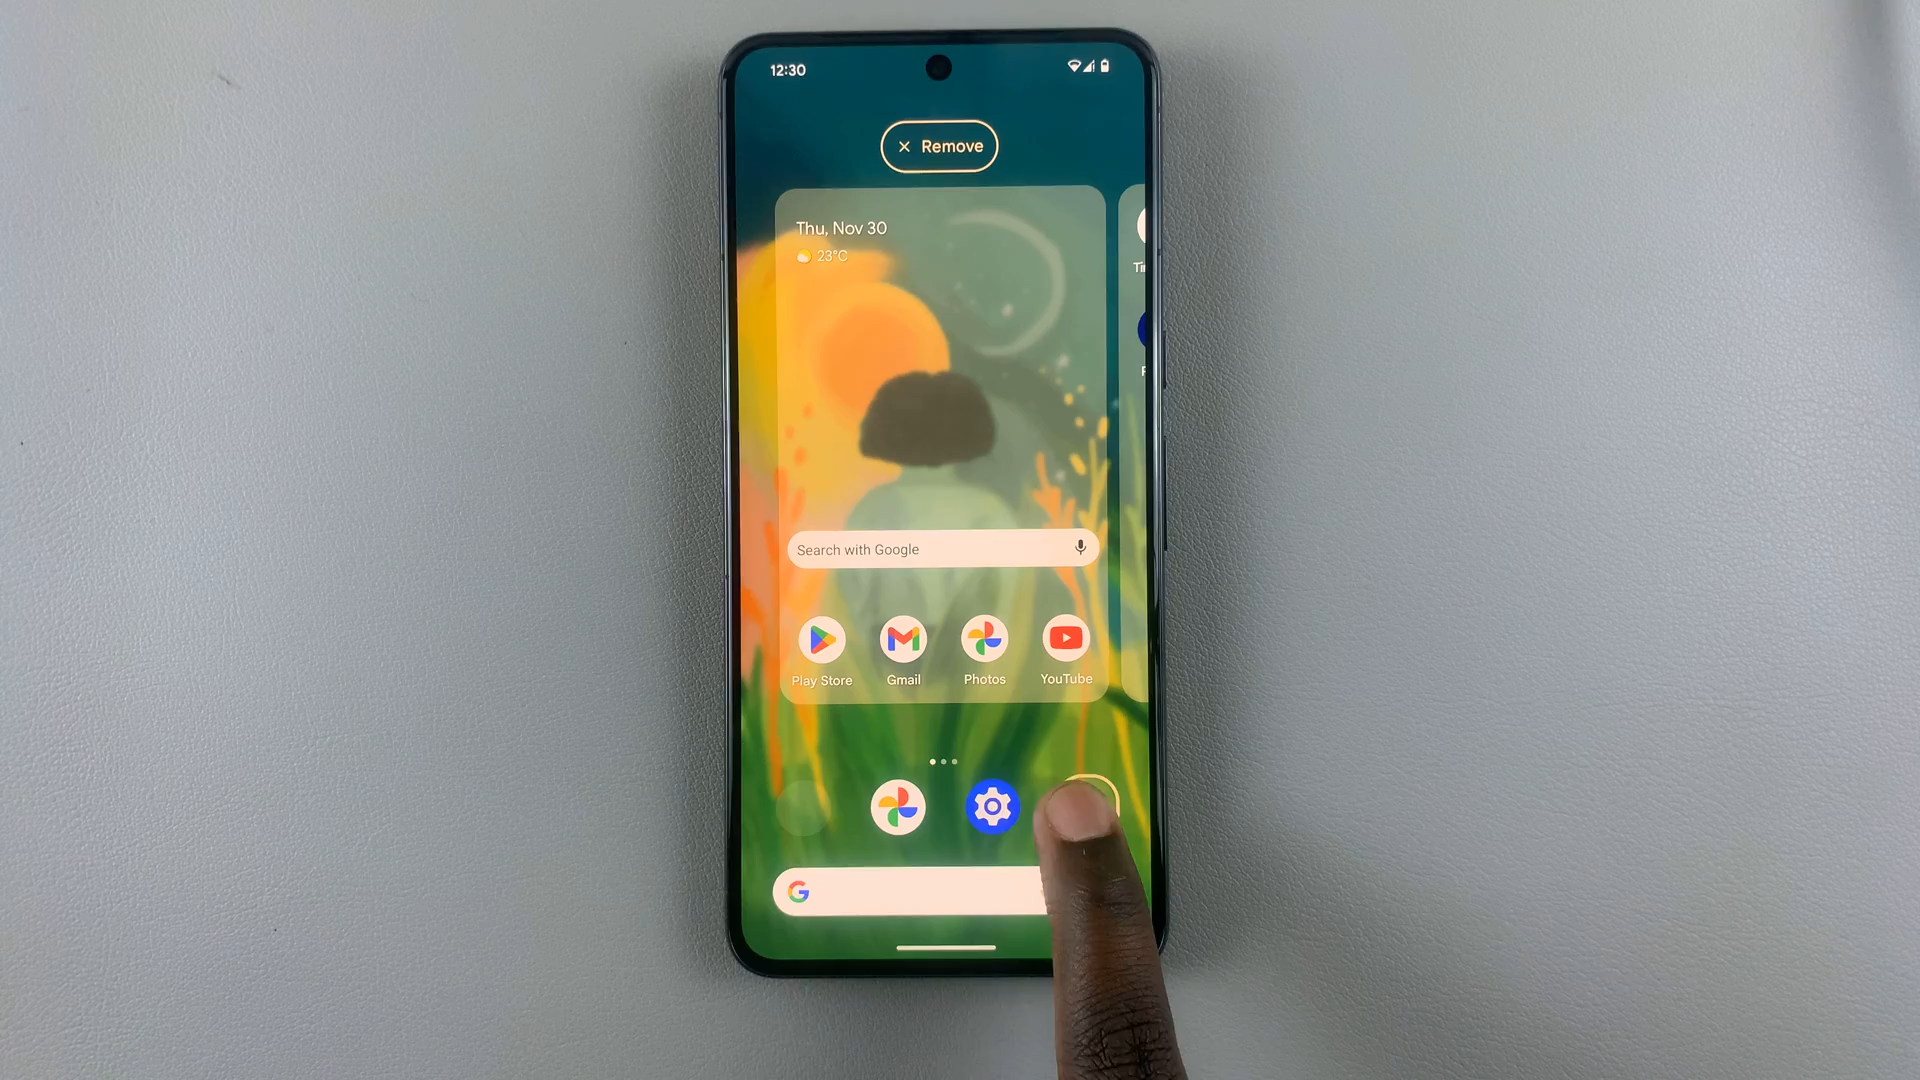 12:30
× Remove
Thu, Nov 30
23°C
Search with Google
Play Store
Gmail
Photos
YouTube
G